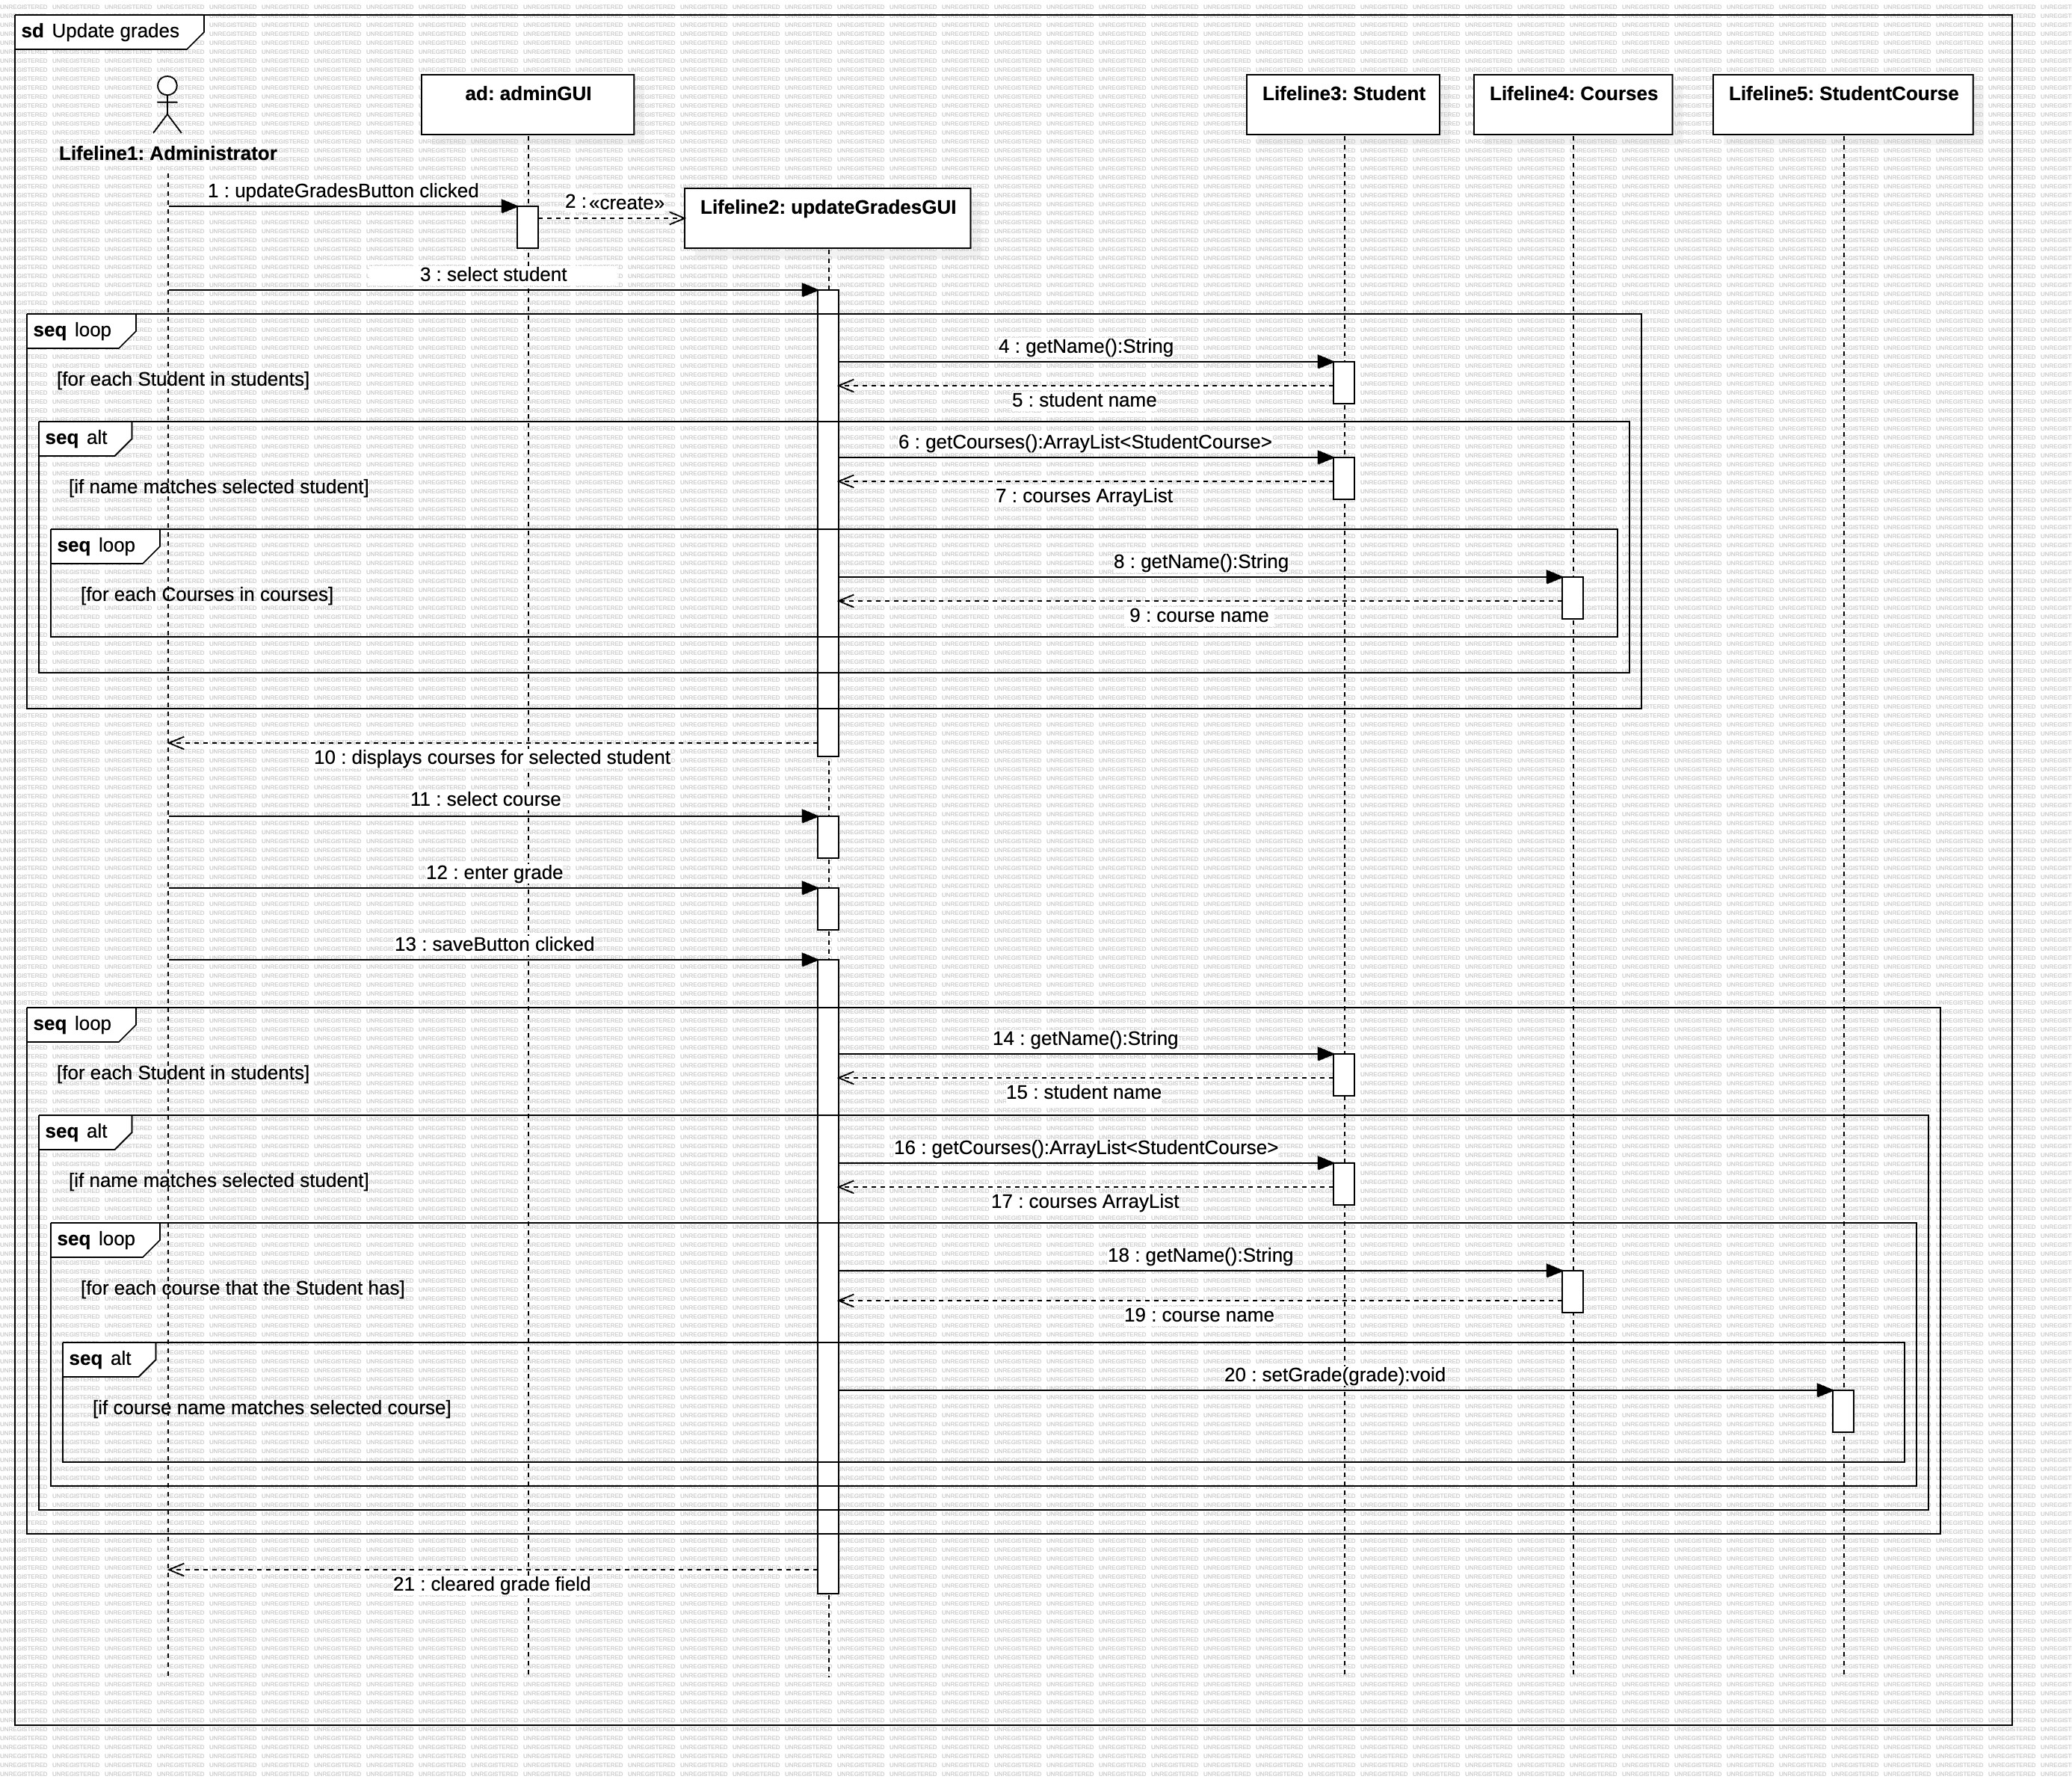 sd Update grades
ad: adminGUI
Lifeline3: Student
Lifeline4: Courses
Lifeline5: StudentCourse
Lifeline1: Administrator
1 : updateGradesButton clicked
2 : «create»
Lifeline2: updateGradesGUI
3 : select student
seq loop
[for each Student in students]
4 : getName():String
5 : student name
seq alt
[if name matches selected student]
6 : getCourses():ArrayList<StudentCourse>
7 : courses ArrayList
seq loop
[for each Courses in courses]
8 : getName():String
9 : course name
10 : displays courses for selected student
11 : select course
12 : enter grade
13 : saveButton clicked
seq loop
[for each Student in students]
14 : getName():String
15 : student name
seq alt
[if name matches selected student]
16 : getCourses():ArrayList<StudentCourse>
17 : courses ArrayList
seq loop
[for each course that the Student has]
18 : getName():String
19 : course name
seq alt
[if course name matches selected course]
20 : setGrade(grade):void
21 : cleared grade field
UNREGISTERED